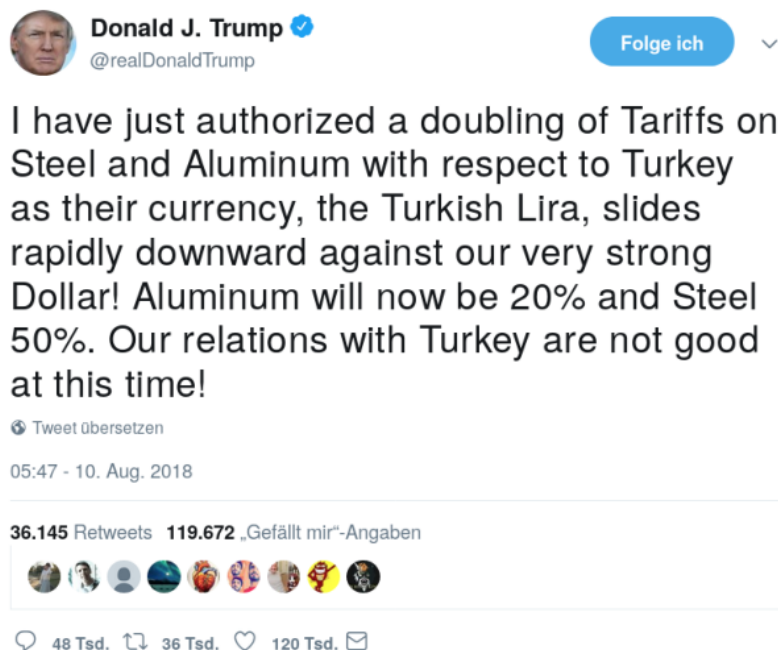 Donald J. Trump
@realDonaldTrump
Folge ich
I have just authorized a doubling of Tariffs on
Steel and Aluminum with respect to Turkey
as their currency, the Turkish Lira, slides
rapidly downward against our very strong
Dollar! Aluminum will now be 20% and Steel
50%. Our relations with Turkey are not good
at this time!
Tweet übersetzen
05:47 - 10. Aug. 2018
36.145 Retweets 119.672 „Gefällt mir“-Angaben
48 Tsd. 36 Tsd. 120 Tsd.